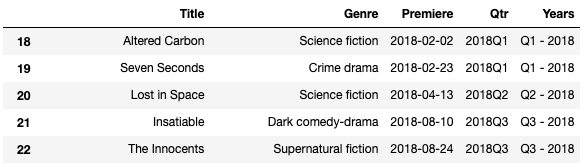 Title Genre Premiere Qtr Years
18 Altered Carbon Science fiction 2018-02-02 2018Q1 Q1 - 2018
19 Seven Seconds Crime drama 2018-02-23 2018Q1 Q1 - 2018
20 Lost in Space Science fiction 2018-04-13 2018Q2 Q2 - 2018
21 Insatiable Dark comedy-drama 2018-08-10 2018Q3 Q3 - 2018
22 The Innocents Supernatural fiction 2018-08-24 2018Q3 Q3 - 2018